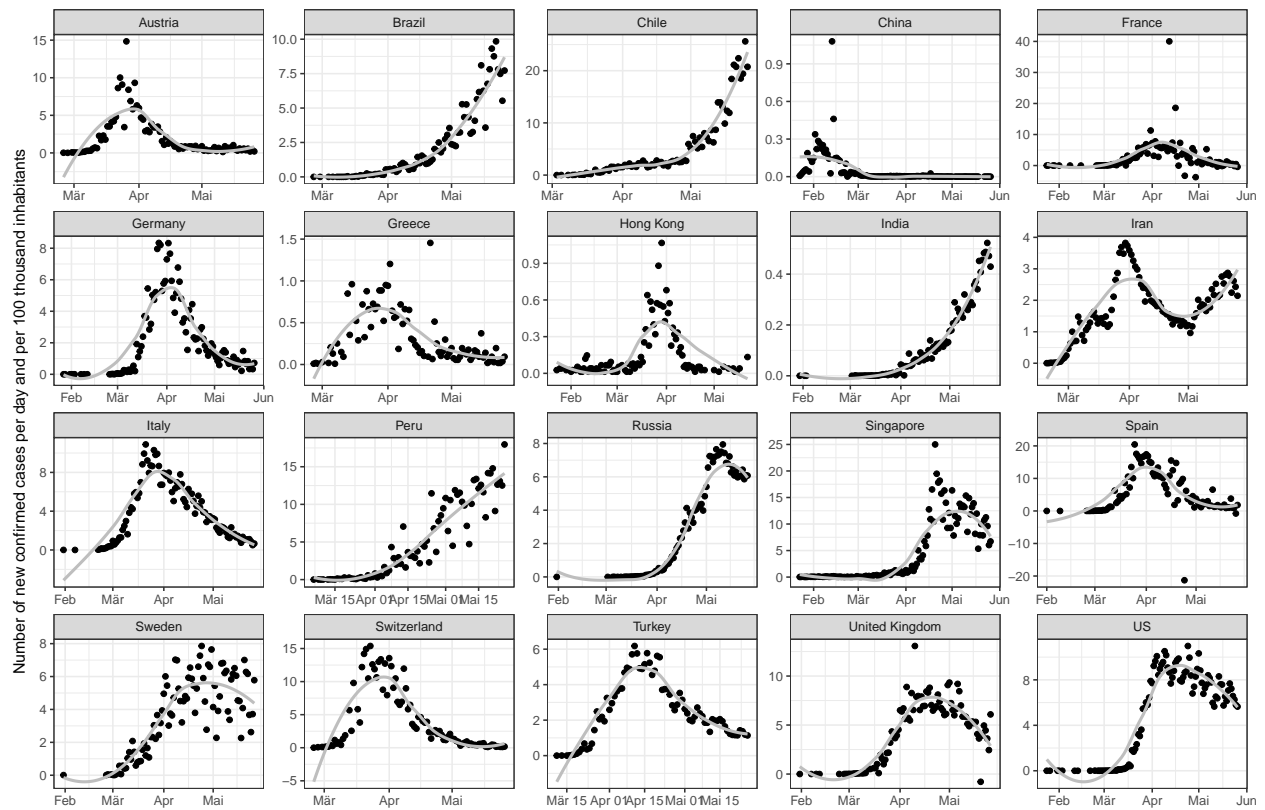 Number of new confirmed cases per day and per 100 thousand inhabitants
Austria
15
10
5
0
Mär Apr Mai
Brazil
10.0
7.5
5.0
2.5
0.0
Mär Apr Mai
Chile
20
10
0
Mär Apr Mai
China
0.9
0.6
0.3
0.0
Feb Mär Apr Mai Jun
France
40
30
20
10
0
Feb Mär Apr Mai Jun
Germany
8
6
4
2
0
Feb Mär Apr Mai Jun
Greece
1.5
1.0
0.5
0.0
Mär Apr Mai
Hong Kong
0.9
0.6
0.3
0.0
Feb Mär Apr Mai
India
0.4
0.2
0.0
Feb Mär Apr Mai
Iran
4
3
2
1
0
Mär Apr Mai
Italy
8
4
0
Feb Mär Apr Mai
Peru
15
10
5
0
Mär 15 Apr 01 Apr 15 Mai 01 Mai 15
Russia
8
6
4
2
0
Feb Mär Apr Mai
Singapore
25
20
15
10
5
0
Feb Mär Apr Mai Jun
Spain
20
10
0
−10
−20
Feb Mär Apr Mai
Sweden
8
6
4
2
0
Feb Mär Apr Mai
Switzerland
15
10
5
0
−5
Mär Apr Mai
Turkey
6
4
2
0
Mär 15 Apr 01 Apr 15 Mai 01 Mai 15
United Kingdom
10
5
0
Feb Mär Apr Mai
US
8
4
0
Feb Mär Apr Mai Jun